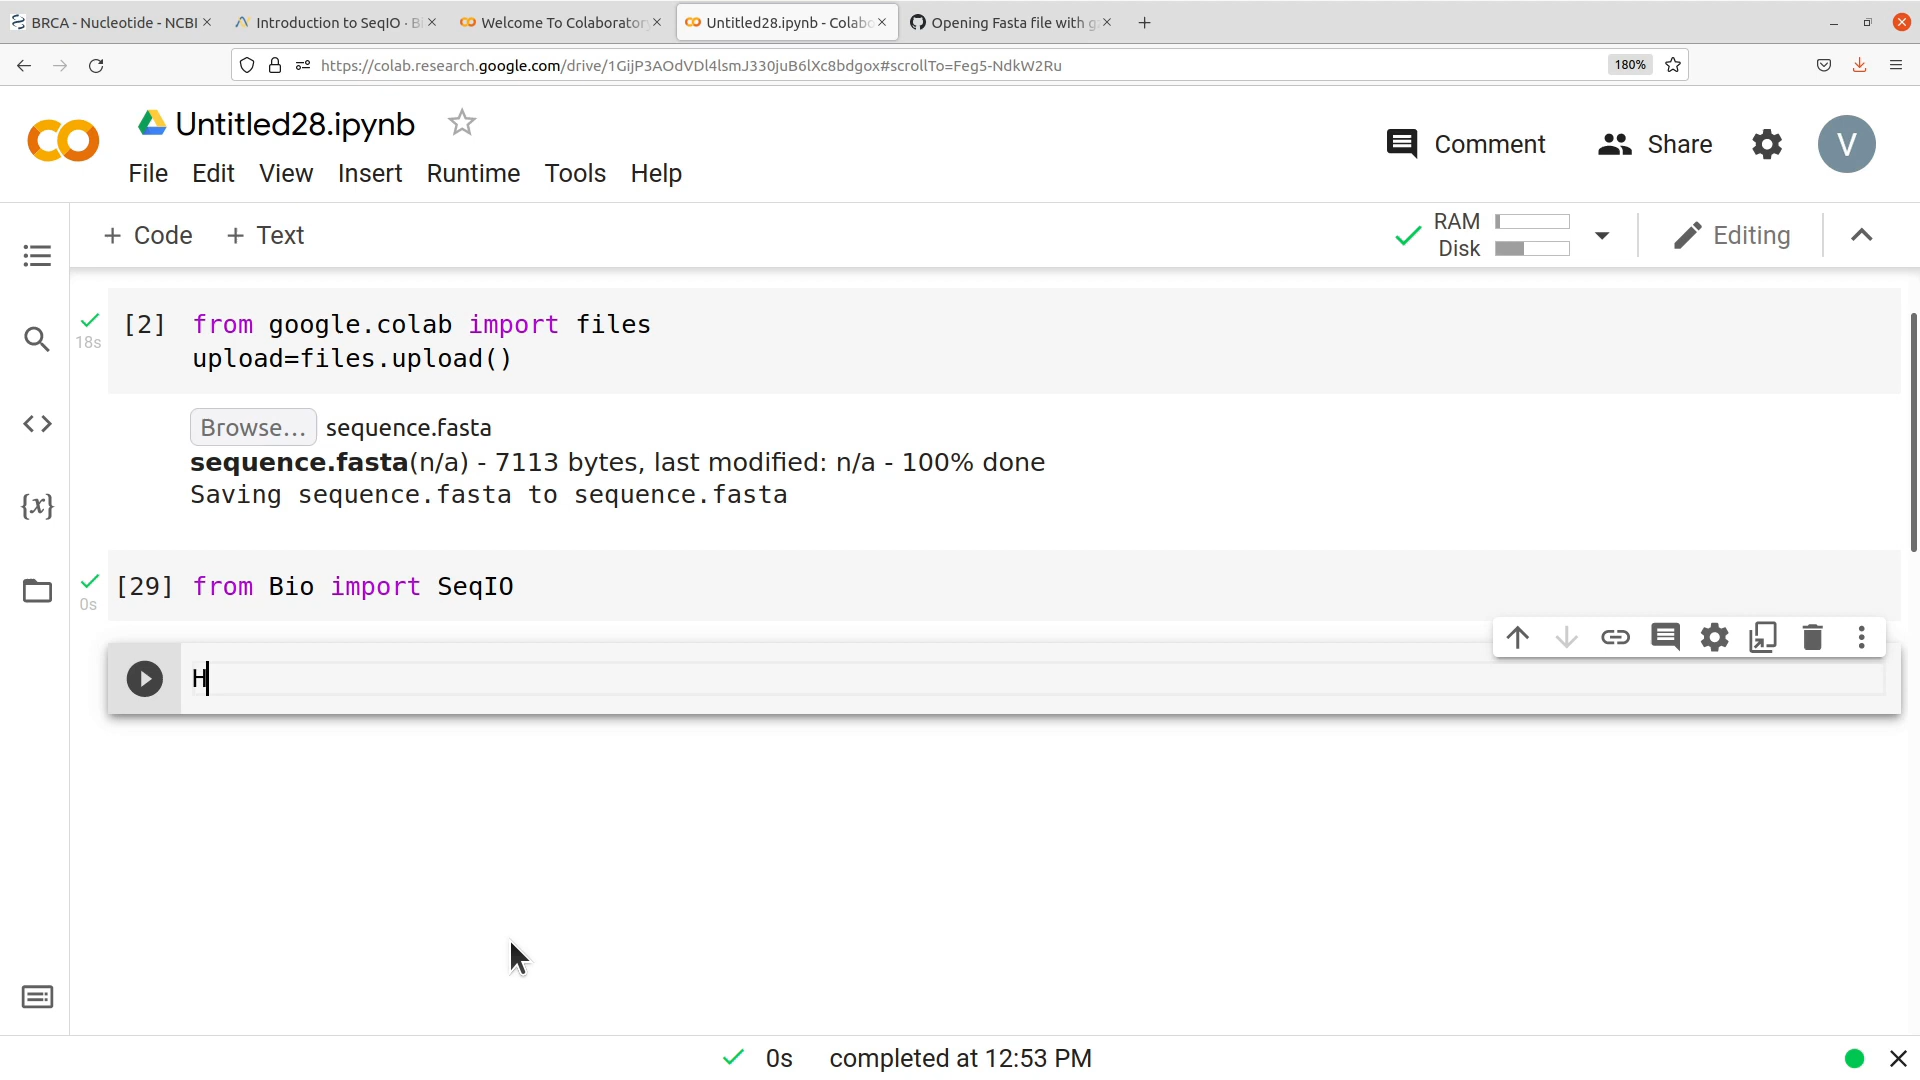 BRCA - Nucleotide - NCBI
Introduction to SeqIO · B
Welcome To Colaborator
Untitled28.ipynb - Colabo
Opening Fasta file with g
https://colab.research.google.com/drive/1GijP3AOdVDl4lsmJ330juB6lXc8bdgox#scrollTo=Feg5-NdkW2Ru
180%
Untitled28.ipynb
Comment
Share
V
File Edit View Insert Runtime Tools Help
+ Code + Text
RAM
Disk
Editing
[2] from google.colab import files
upload=files.upload()
18s
Browse... sequence.fasta
sequence.fasta(n/a) - 7113 bytes, last modified: n/a - 100% done
Saving sequence.fasta to sequence.fasta
{x}
[29] from Bio import SeqIO
0s
H
0s completed at 12:53 PM